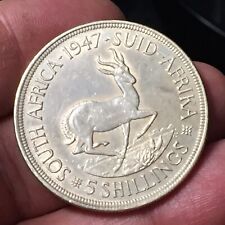 SOUTH AFRICA · 1947 · SUID-AFRIKA
5 SHILLINGS